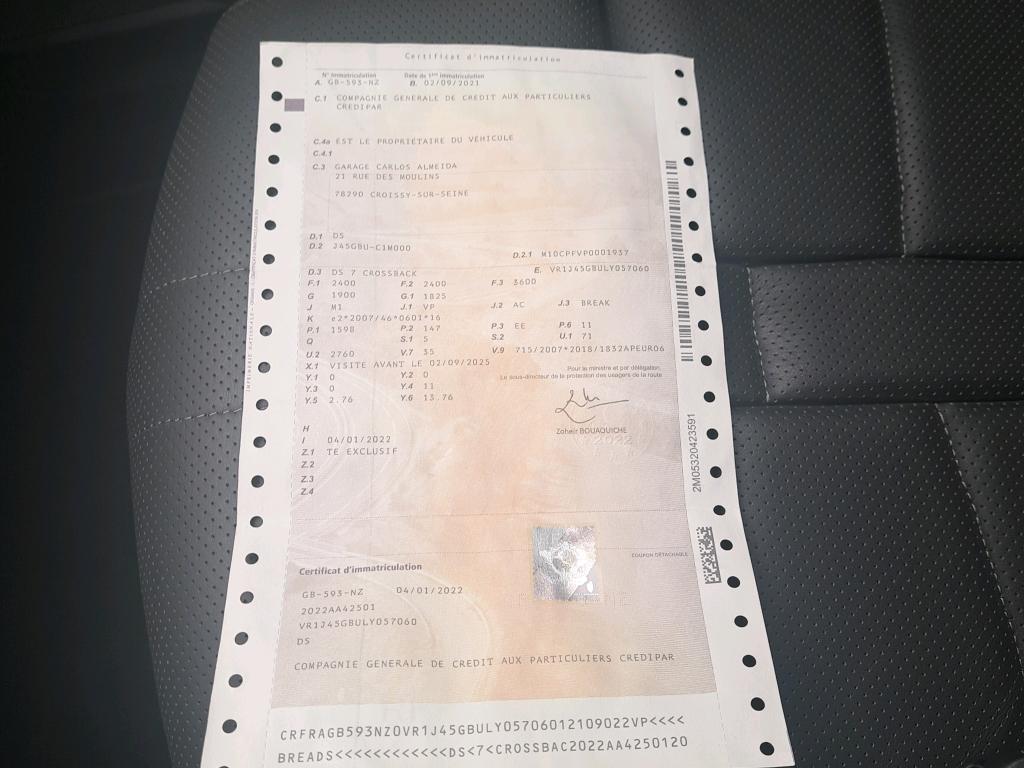 Certificat d'immatriculation
N° Immatriculation Date de 1ère immatriculation
A. GB-593-NZ B. 02/09/2021
C.1 COMPAGNIE GENERALE DE CREDIT AUX PARTICULIERS
CREDIPAR
C.4a EST LE PROPRIÉTAIRE DU VÉHICULE
C.4.1
C.3 GARAGE CARLOS ALMEIDA
21 RUE DES MOULINS
78290 CROISSY-SUR-SEINE
D.1 DS
D.2 J45GBU-C1M000 D.2.1 M10CPFVP0001937
D.3 DS 7 CROSSBACK E. VR1J45GBULY057060
F.1 2400 F.2 2400 F.3 3600
G 1900 G.1 1825
J M1 J.1 VP J.2 AC J.3 BREAK
K e2*2007/46*0601*16
P.1 1598 P.2 147 P.3 EE P.6 11
Q S.1 5 S.2 U.1 71
U.2 2760 V.7 35 V.9 715/2007*2018/1832APEURO6
X.1 VISITE AVANT LE 02/09/2025
Y.1 0 Y.2 0
Y.3 0 Y.4 11
Y.5 2.76 Y.6 13.76
Pour le ministre et par délégation,
Le sous-directeur de la protection des usagers de la route
Zoheir BOUAOUICHE
2022
H
I 04/01/2022
Z.1 TE EXCLUSIF
Z.2
Z.3
Z.4
2M05320423591
COUPON DÉTACHABLE
Certificat d'immatriculation
GB-593-NZ 04/01/2022
2022AA42501
VR1J45GBULY057060
DS
COMPAGNIE GENERALE DE CREDIT AUX PARTICULIERS CREDIPAR
CRFRAGB593NZ0VR1J45GBULY05706012109022VP<<<<
BREADS<<<<<<<<<<<<<DS<7<CROSSBAC2022AA4250120